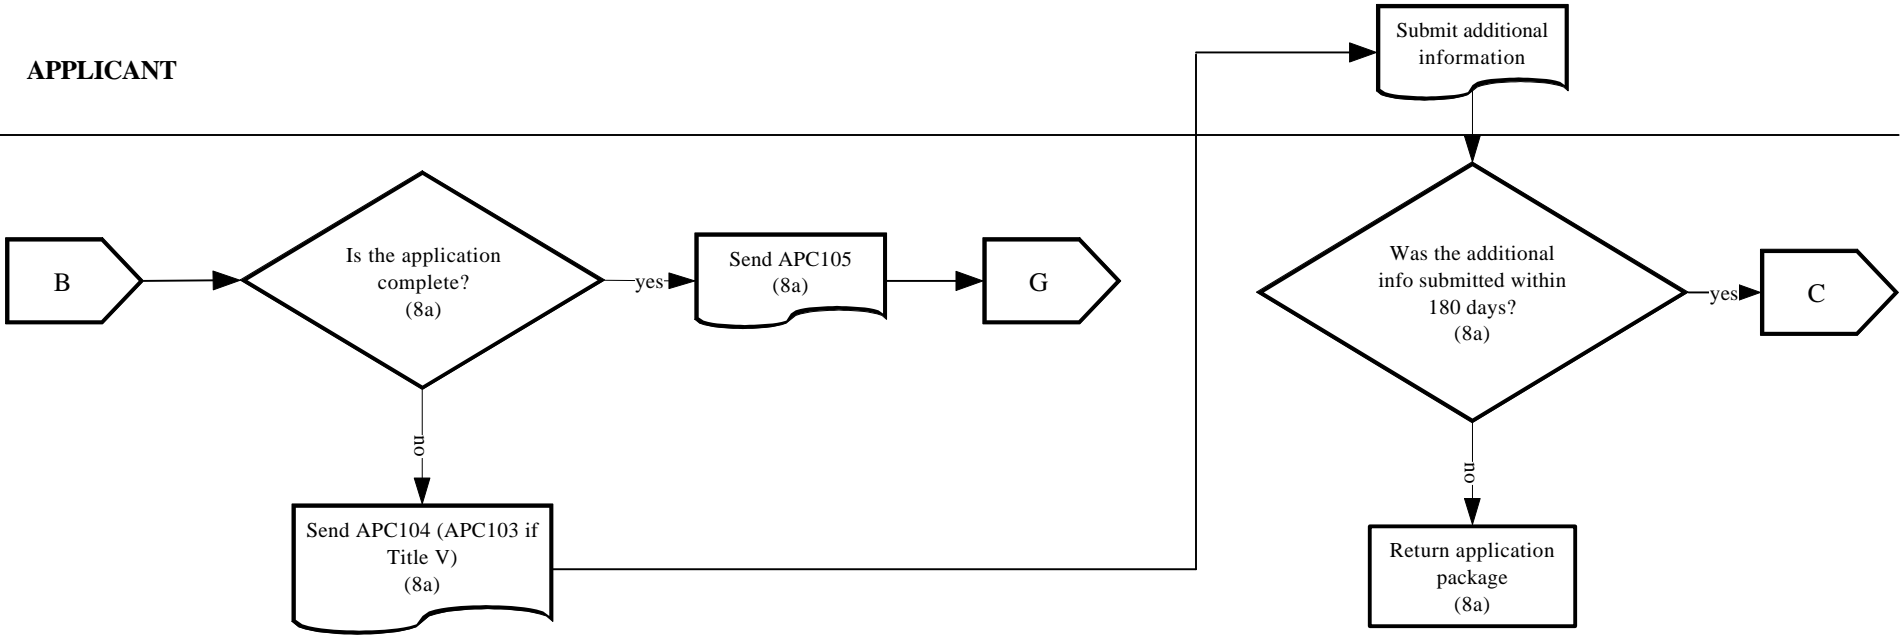 APPLICANT
Submit additional
information
B
Is the application
complete?
(8a)
yes
Send APC105
(8a)
G
no
Send APC104 (APC103 if
Title V)
(8a)
Was the additional
info submitted within
180 days?
(8a)
yes
C
no
Return application
package
(8a)